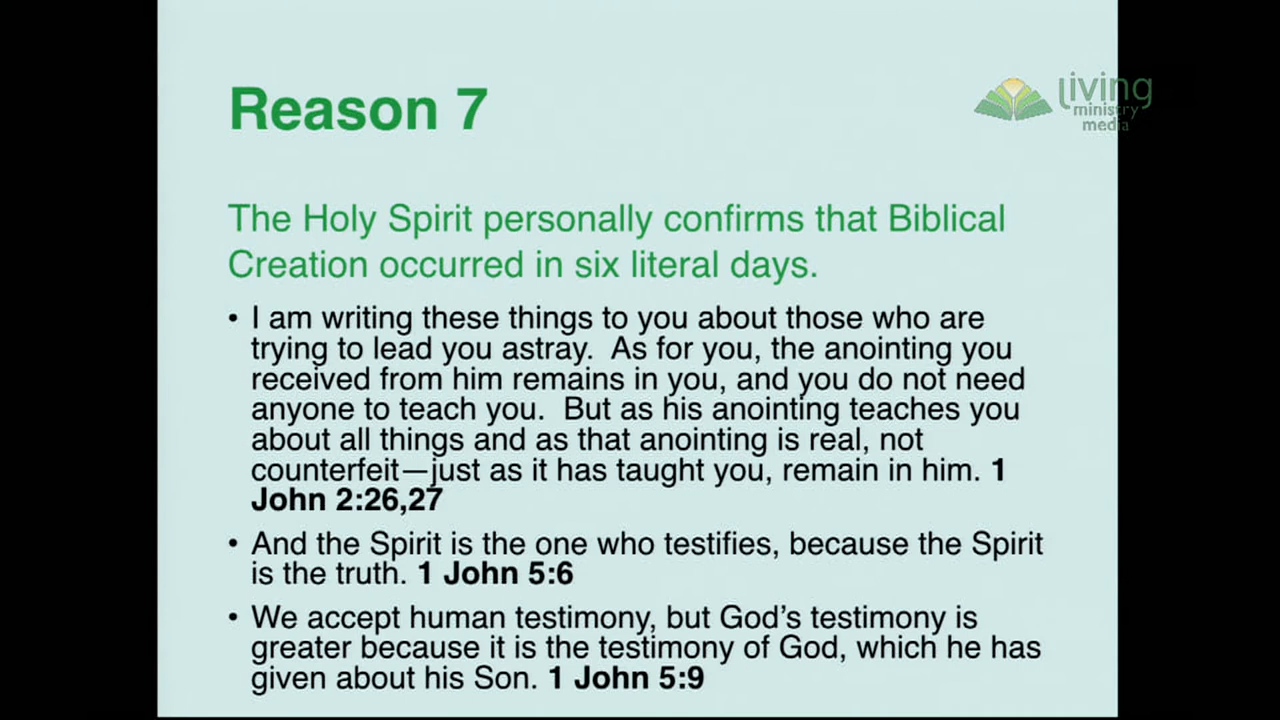 Reason 7
living
ministry
media
The Holy Spirit personally confirms that Biblical
Creation occurred in six literal days.
• I am writing these things to you about those who are
trying to lead you astray.  As for you, the anointing you
received from him remains in you, and you do not need
anyone to teach you.  But as his anointing teaches you
about all things and as that anointing is real, not
counterfeit—just as it has taught you, remain in him. 1
John 2:26,27
• And the Spirit is the one who testifies, because the Spirit
is the truth. 1 John 5:6
• We accept human testimony, but God’s testimony is
greater because it is the testimony of God, which he has
given about his Son. 1 John 5:9